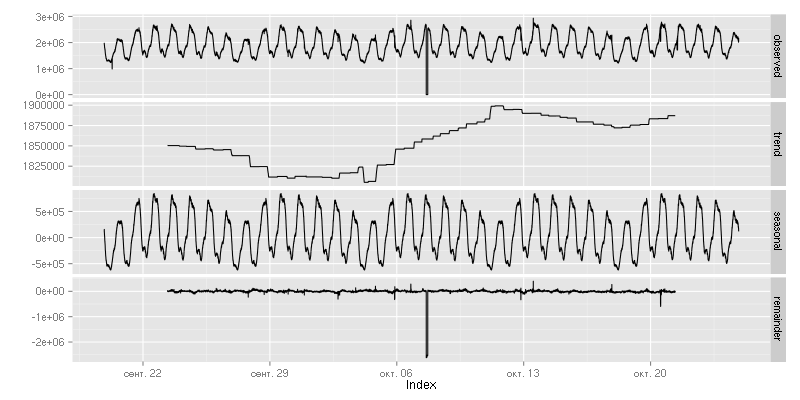 3e+06
2e+06
1e+06
0e+00
observed
1900000
1875000
1850000
1825000
trend
5e+05
0e+00
-5e+05
seasonal
0e+00
-1e+06
-2e+06
remainder
сент. 22
сент. 29
окт. 06
окт. 13
окт. 20
Index